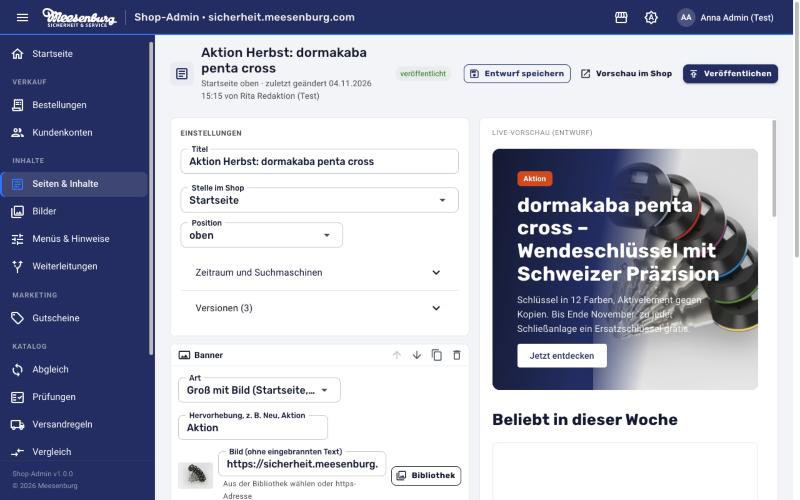 Meesenburg
SICHERHEIT & SERVICE
Shop-Admin • sicherheit.meesenburg.com
AA
Anna Admin (Test)
Startseite
VERKAUF
Bestellungen
Kundenkonten
INHALTE
Seiten & Inhalte
Bilder
Menüs & Hinweise
Weiterleitungen
MARKETING
Gutscheine
KATALOG
Abgleich
Prüfungen
Versandregeln
Vergleich
Shop-Admin v1.0.0
© 2026 Meesenburg
Aktion Herbst: dormakaba
penta cross
Startseite oben · zuletzt geändert 04.11.2026
15:15 von Rita Redaktion (Test)
veröffentlicht
Entwurf speichern
Vorschau im Shop
Veröffentlichen
EINSTELLUNGEN
Titel
Aktion Herbst: dormakaba penta cross
Stelle im Shop
Startseite
Position
oben
Zeitraum und Suchmaschinen
Versionen (3)
Banner
Art
Groß mit Bild (Startseite,…
Hervorhebung, z. B. Neu, Aktion
Aktion
Bild (ohne eingebrannten Text)
https://sicherheit.meesenburg.
Bibliothek
Aus der Bibliothek wählen oder https-
Adresse
LIVE-VORSCHAU (ENTWURF)
Aktion
dormakaba penta
cross –
Wendeschlüssel mit
Schweizer Präzision
Schlüssel in 12 Farben, Aktivelement gegen
Kopien. Bis Ende November: zu jeder
Schließanlage ein Ersatzschlüssel gratis.
Jetzt entdecken
Beliebt in dieser Woche